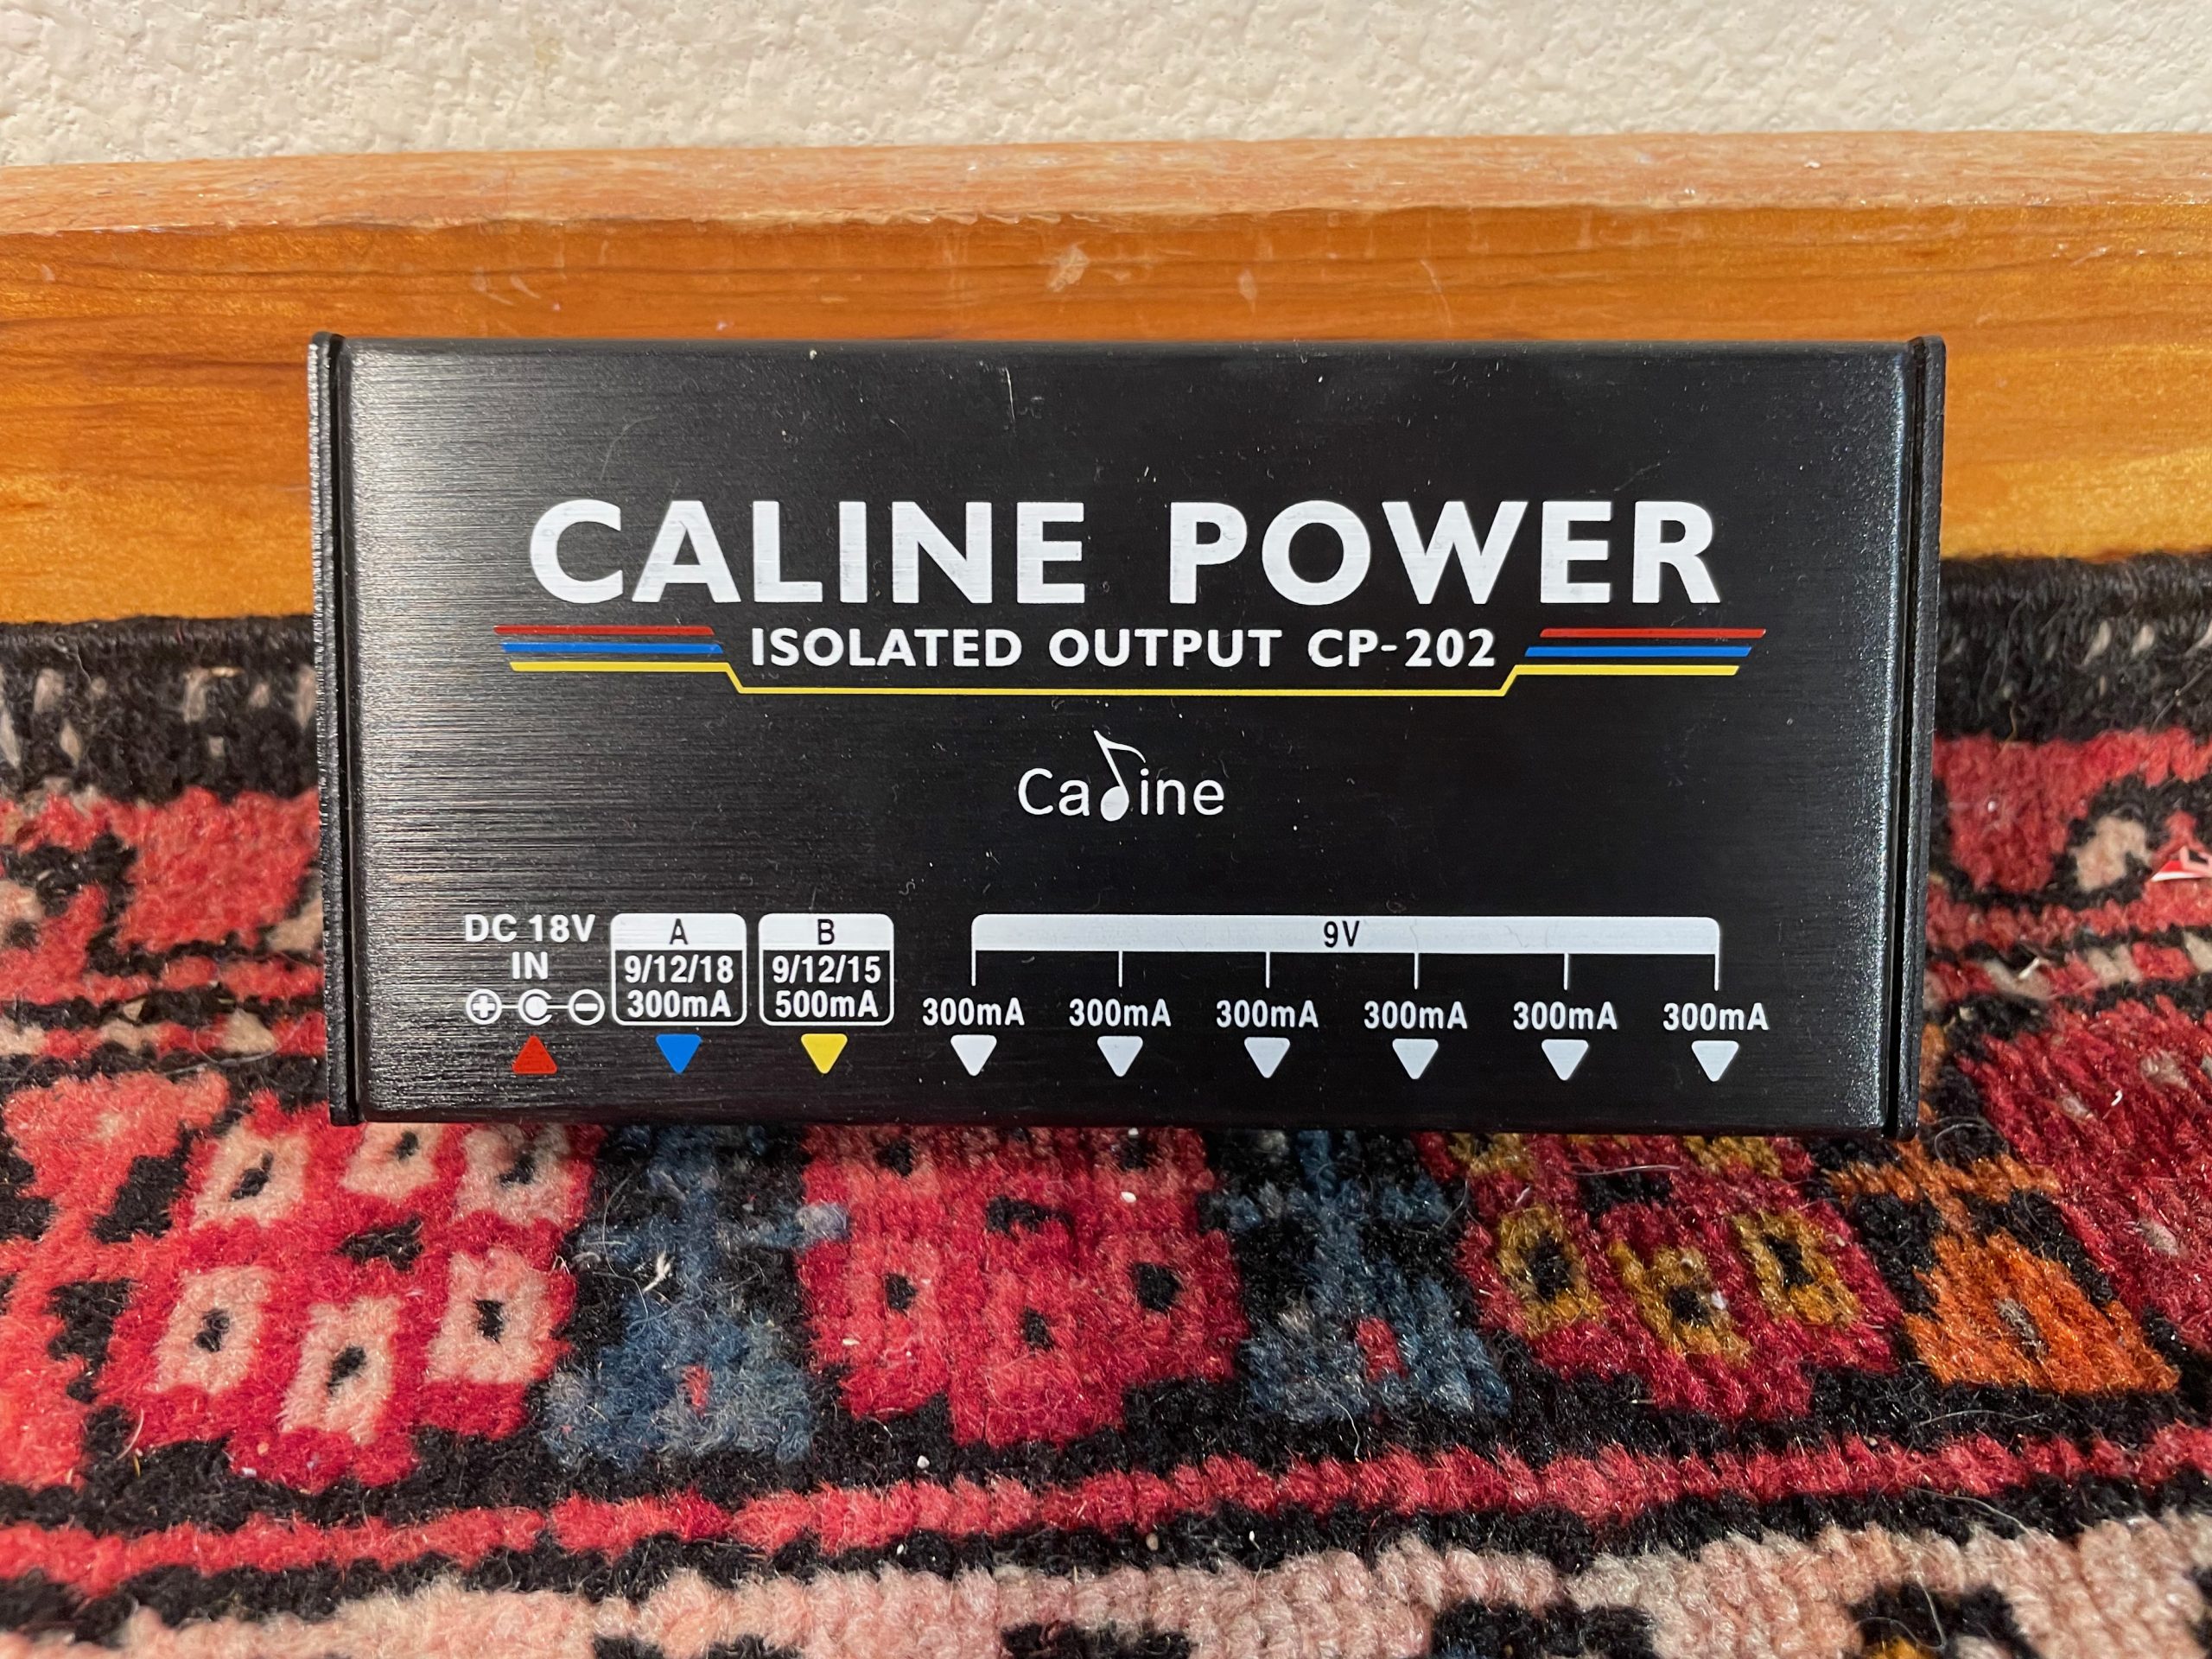 CALINE POWER
ISOLATED OUTPUT CP-202
Caline
DC 18V IN
A
9/12/18
300mA
B
9/12/15
500mA
9V
300mA 300mA 300mA 300mA 300mA 300mA